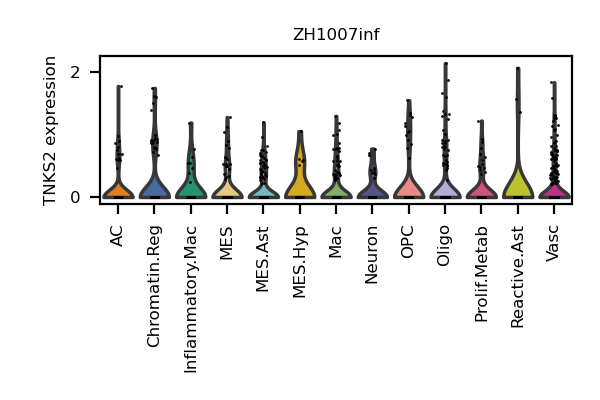 ZH1007inf
TNKS2 expression
2
0
AC
Chromatin.Reg
Inflammatory.Mac
MES
MES.Ast
MES.Hyp
Mac
Neuron
OPC
Oligo
Prolif.Metab
Reactive.Ast
Vasc